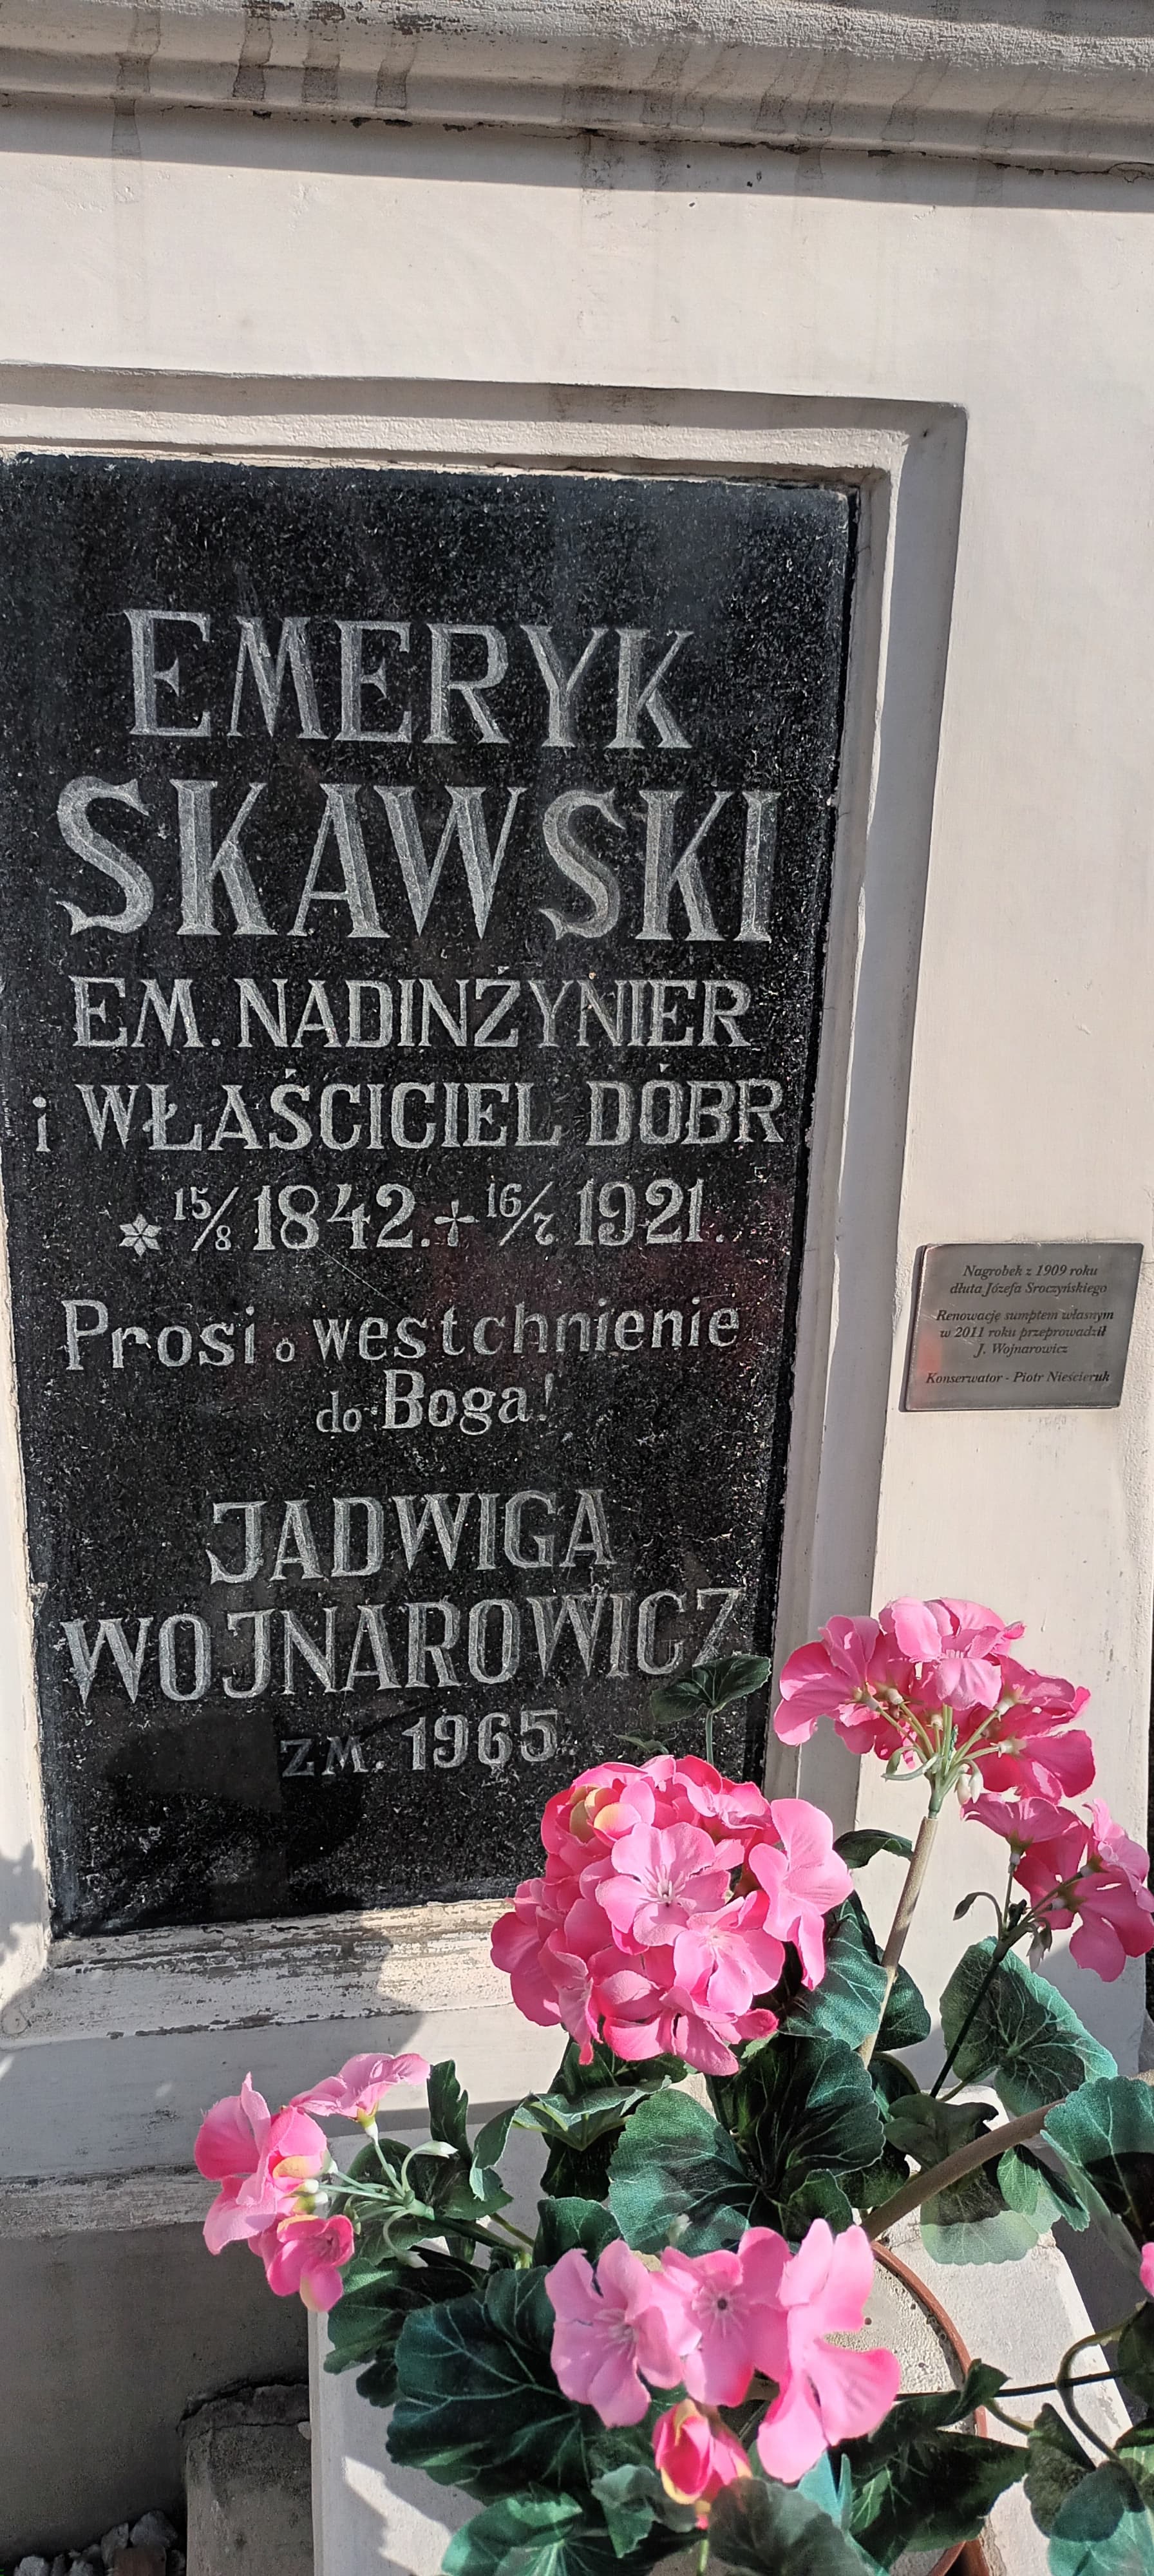 EMERYK
SKAWSKI
EM. NADINŻYNIER
i WŁAŚCICIEL DÓBR
* 15/8 1842. + 16/7 1921.
Prosi o westchnienie
do Boga!
JADWIGA
WOJNAROWICZ
ZM. 1965.
Nagrobek z 1909 roku
dłuta Józefa Sroczyńskiego
Renowację sumptem własnym
w 2011 roku przeprowadził
J. Wojnarowicz
Konserwator - Piotr Nieścieruk